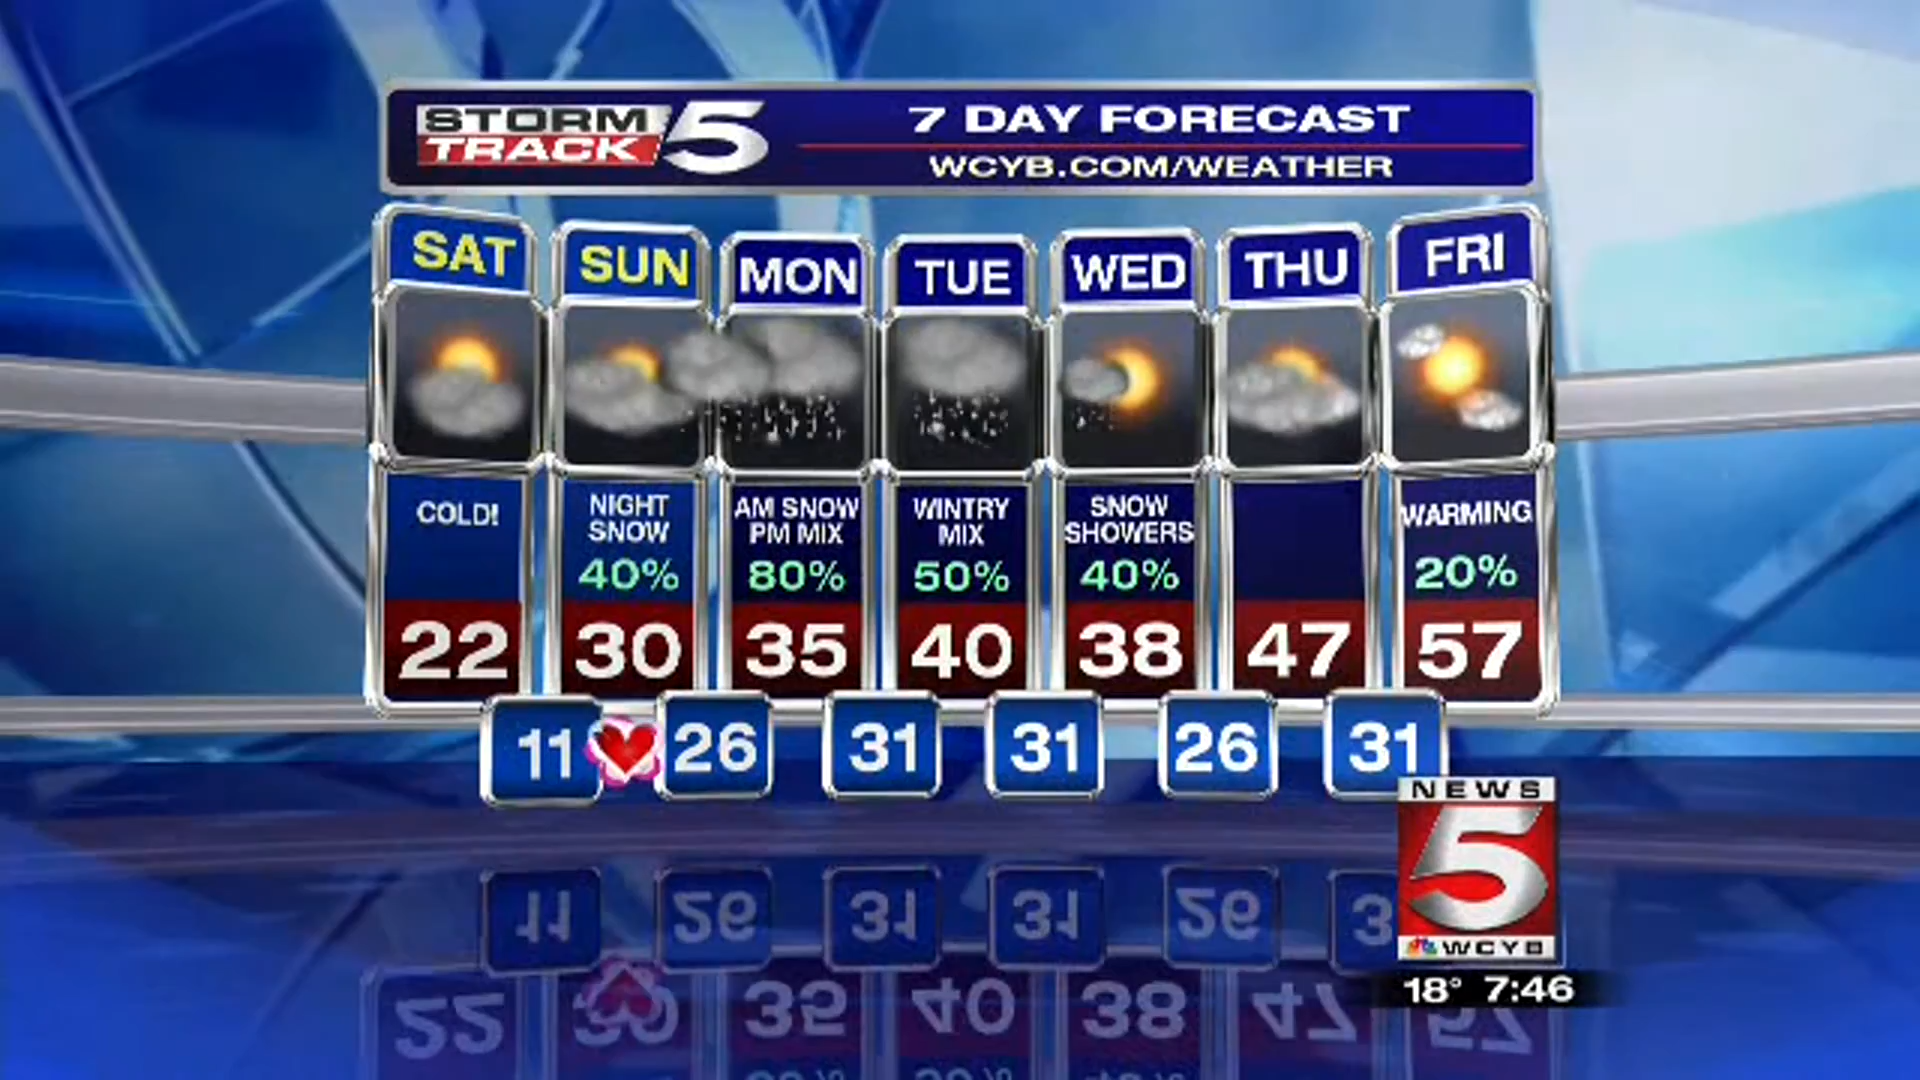 STORM TRACK 5
7 DAY FORECAST
WCYB.COM/WEATHER
SAT
SUN
MON
TUE
WED
THU
FRI
COLD!
NIGHT
SNOW
40%
AM SNOW
PM MIX
80%
WINTRY
MIX
50%
SNOW
SHOWERS
40%
WARMING
20%
22
30
35
40
38
47
57
11
26
31
31
26
31
NEWS
5
WCYB
18° 7:46